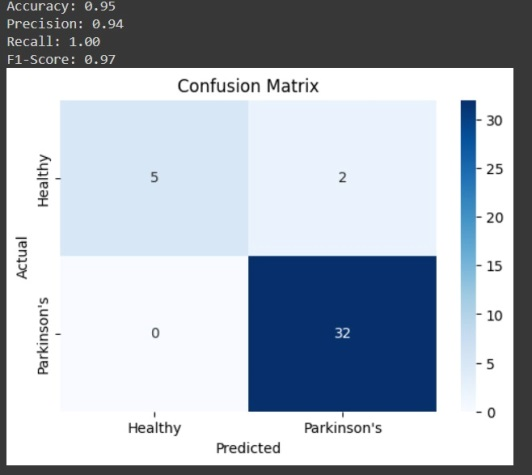 Accuracy: 0.95
Precision: 0.94
Recall: 1.00
F1-Score: 0.97
Confusion Matrix
Healthy
5
2
30
25
20
15
10
5
0
Actual
Parkinson's
0
32
Healthy
Parkinson's
Predicted